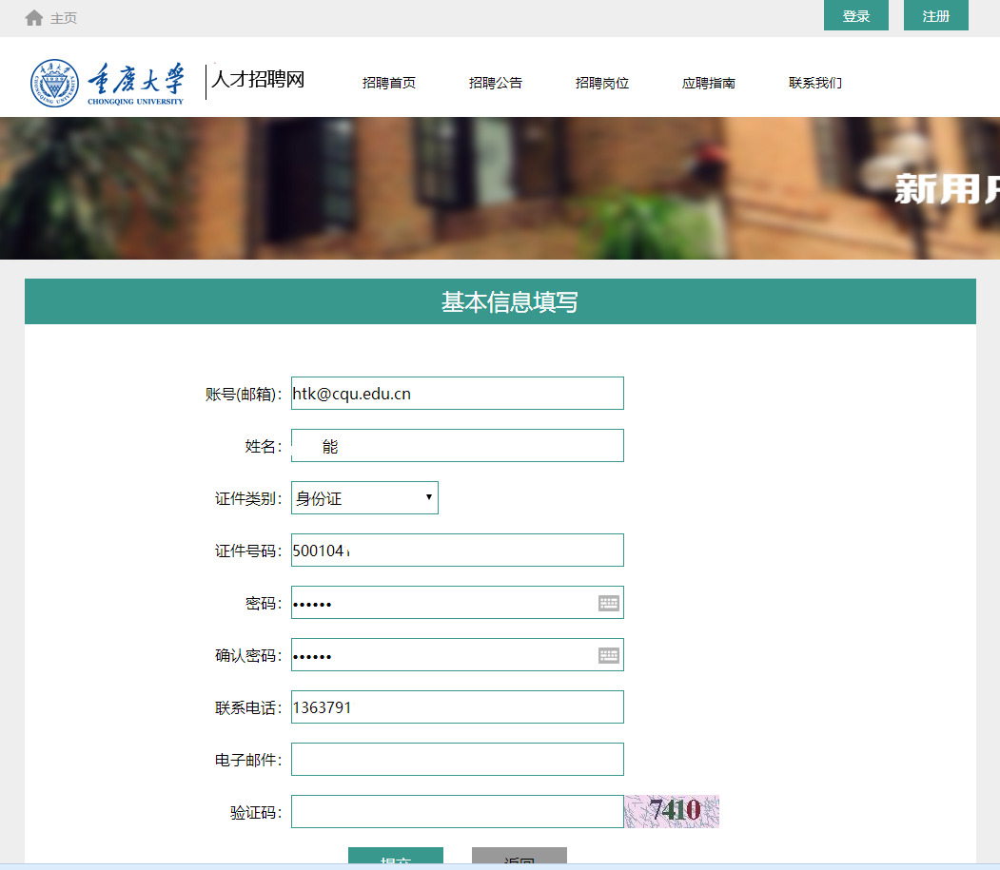 主页
登录 注册
重庆大学
CHONGQING UNIVERSITY
人才招聘网
招聘首页 招聘公告 招聘岗位 应聘指南 联系我们
新用户
基本信息填写
账号(邮箱): htk@cqu.edu.cn
姓名: 能
证件类别: 身份证
证件号码: 500104
密码: ••••••
确认密码: ••••••
联系电话: 1363791
电子邮件:
验证码: 7410
提交 返回